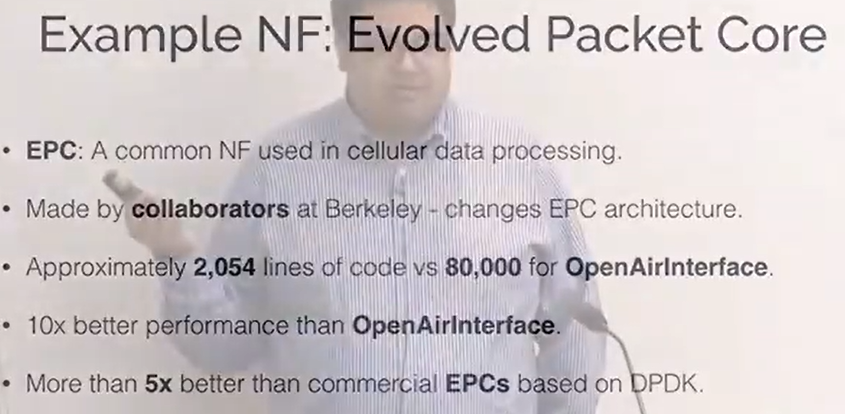 Example NF: Evolved Packet Core
• EPC: A common NF used in cellular data processing.
• Made by collaborators at Berkeley - changes EPC architecture.
• Approximately 2,054 lines of code vs 80,000 for OpenAirInterface.
• 10x better performance than OpenAirInterface.
• More than 5x better than commercial EPCs based on DPDK.